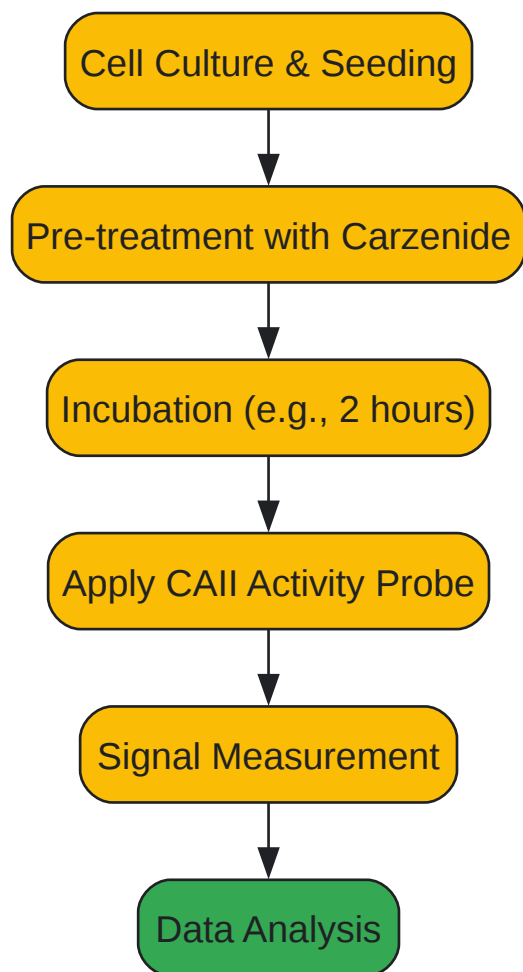 Cell Culture & Seeding
Pre-treatment with Carzenide
Incubation (e.g., 2 hours)
Apply CAII Activity Probe
Signal Measurement
Data Analysis